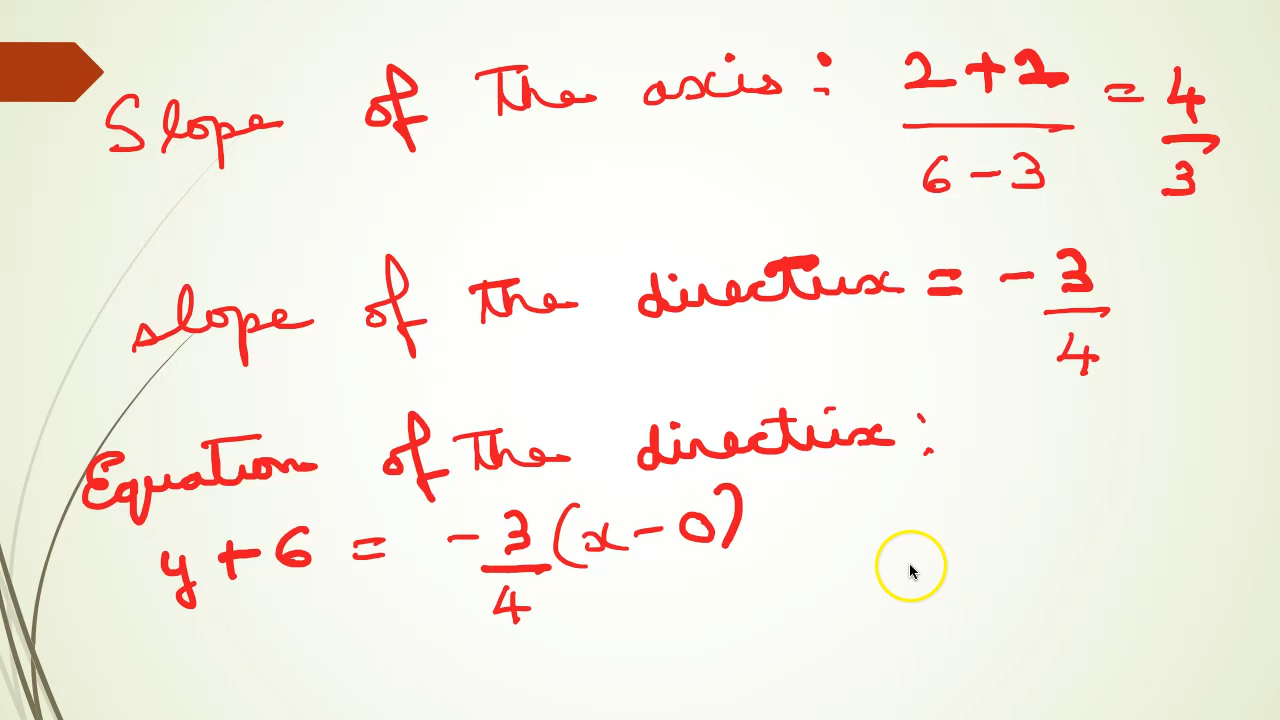 Slope of the axis : 2+2/6-3 = 4/3
slope of the directrix = -3/4
Equation of the directrix :
y+6 = -3/4(x-0)